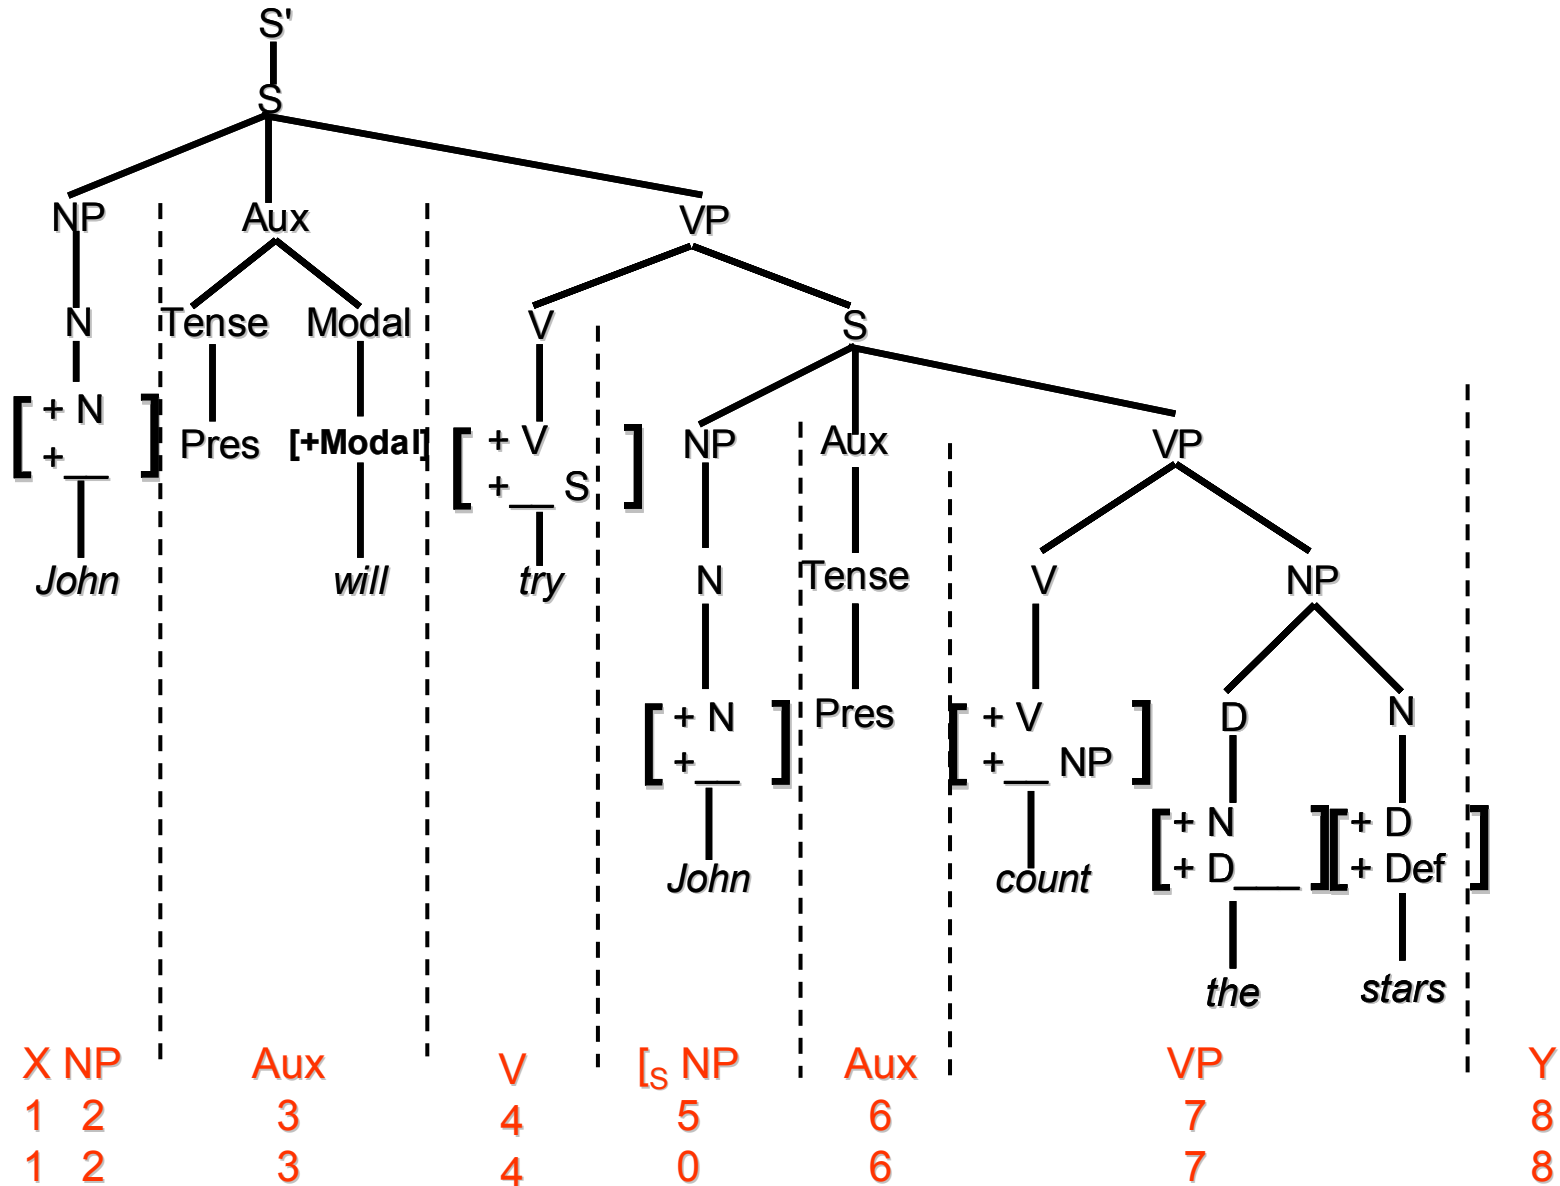 S'
S
NP Aux VP
N Tense Modal V S
[ + N ] Pres [+Modal] [ + V ] NP Aux VP
+__ +__ S
John will try N Tense V NP
[ + N ] Pres [ + V ] D N
+__ +__ NP
[ + N ] [ + D ]
John count + D___ + Def
the stars
X NP Aux V [S NP Aux VP Y
1 2 3 4 5 6 7 8
1 2 3 4 0 6 7 8